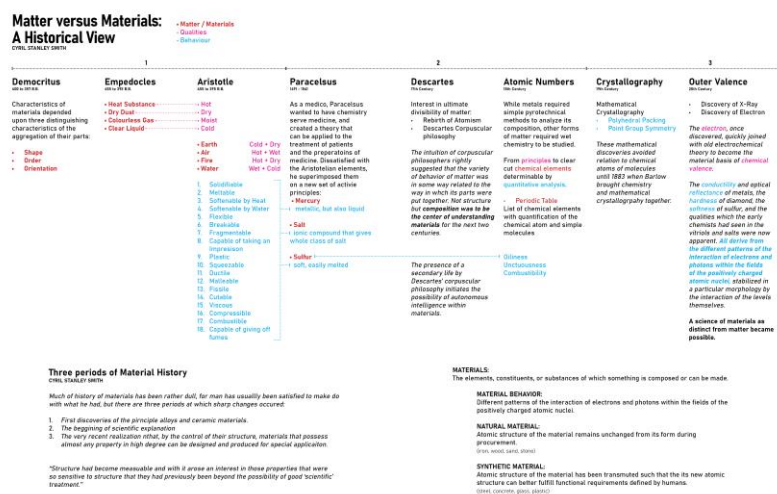 Matter versus Materials:
A Historical View
CYRIL STANLEY SMITH
• Matter / Materials
- Qualities
- Behaviour
1
2
3
Democritus
Characteristics of
materials depended
upon three distinguishing
characteristics of the
aggregation of their parts:
• Shape
• Order
• Orientation
Empedocles
• Heat Substance
• Dry Dust
• Colourless Gas
• Clear Liquid
Aristotle
Hot
Dry
Moist
Cold
• Earth Cold • Dry
• Air Hot • Wet
• Fire Hot • Dry
• Water Wet • Cold
1. Solidifiable
2. Meltable
3. Softenable by Heat
4. Softenable by Water
5. Flexible
6. Breakable
7. Fragmentable
8. Capable of taking an
Impression
9. Plastic
10. Squeezable
11. Ductile
12. Malleable
13. Fissile
14. Cutable
15. Viscous
16. Compressible
17. Combustible
18. Capable of giving off
fumes
Paracelsus
As a medico, Paracelsus
wanted to have chemistry
serve medicine, and
created a theory that
can be applied to the
treatment of patients
and the preparatoins of
medicine. Dissatisfied with
the Aristotelian elements,
he superimposed them
on a new set of activie
principles:
• Mercury
metallic, but also liquid
• Salt
ionic compound that gives
whole class of salt
• Sulfur
soft, easily melted
Descartes
17th Century
Interest in ultimate
divisibility of matter:
• Rebirth of Atomism
• Descartes Corpuscular
philosophy
The intuition of corpuscular
philosophers rightly
suggested that the variety
of behavior of matter was
in some way related to the
way in which its parts were
put together. Not structure
but composition was to be
the center of understanding
materials for the next two
centuries.
The presence of a
secondary life by
Descartes' corpuscular
philosophy initiates the
possibility of autonomous
intelligence within
materials.
Atomic Numbers
While metals required
simple pyrotechnical
methods to analyze its
composition, other forms
of matter required wet
chemistry to be studied.
From principles to clear
cut chemical elements
determinable by
quantitative analysis.
• Periodic Table
List of chemical elements
with quantification of the
chemical atom and simple
molecules
Oiliness
Unctuousness
Combustibility
Crystallography
19th Century
Mathematical
Crystallography
• Polyhedral Packing
• Point Group Symmetry
These mathematical
discoveries avoided
relation to chemical
atoms of molecules
until 1883 when Barlow
brought chemistry
and mathematical
crystallograpahy together.
Outer Valence
20th Century
• Discovery of X-Ray
• Discovery of Electron
The electron, once
discovered, quickly joined
with old electrochemical
theory to become the
material basis of chemical
valence.
The conductivity and optical
reflectance of metals, the
hardness of diamond, the
softness of sulfur, and the
qualities which the early
chemists had seen in the
vitriols and salts were now
apparent. All derive from
the different patterns of the
interaction of electrons and
photons within the fields
of the positively charged
atomic nuclei, stabilized in
a particular morphology by
the interaction of the levels
themselves.
A science of materials as
distinct from matter became
possible.
Three periods of Material History
CYRIL STANLEY SMITH
Much of history of materials has been rather dull, for man has usuallly been satisfied to make do
with what he had, but there are three periods at which sharp changes occured:
1. First discoveries of the pirnciple alloys and ceramic materials.
2. The beggining of scientific explanation
3. The very recent realization nthat, by the control of their structure, materials that possess
almost any property in high degree can be designed and produced for special applicaiton.
"Structure had become measuable and with it arose an interest in those properties that were
so sensitive to structure that they had previously been beyond the possibility of good 'scientific'
treatment."
MATERIALS:
The elements, constituents, or substances of which something is composed or can be made.
MATERIAL BEHAVIOR:
Different patterns of the interaction of electrons and photons within the fields of the
positively charged atomic nuclei.
NATURAL MATERIAL:
Atomic structure of the material remains unchanged from its form during
procurement.
(iron, wood, sand, stone)
SYNTHETIC MATERIAL:
Atomic structure of the material has been transmuted such that the its new atomic
structure can better fulfill functional requirements defined by humans.
(steel, concrete, glass, plastic)